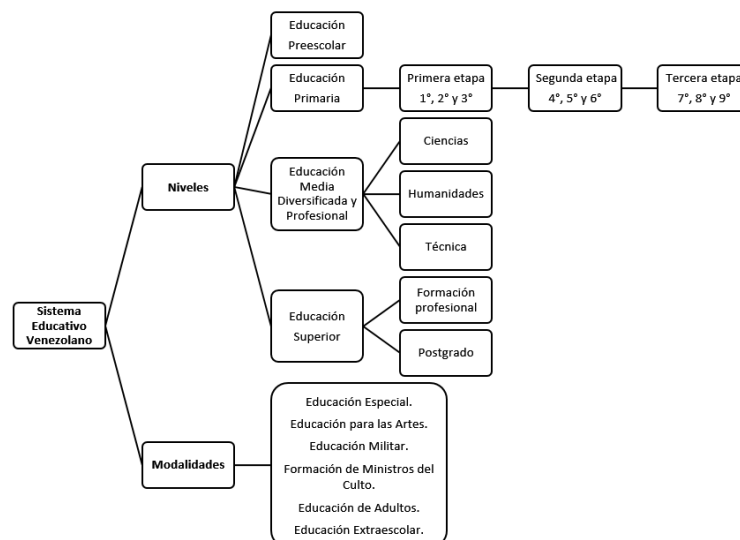 Educación
Preescolar
Educación
Primaria
Primera etapa
1°, 2° y 3°
Segunda etapa
4°, 5° y 6°
Tercera etapa
7°, 8° y 9°
Niveles
Educación
Media
Diversificada y
Profesional
Ciencias
Humanidades
Técnica
Sistema
Educativo
Venezolano
Educación
Superior
Formación
profesional
Postgrado
Modalidades
Educación Especial.
Educación para las Artes.
Educación Militar.
Formación de Ministros del
Culto.
Educación de Adultos.
Educación Extraescolar.